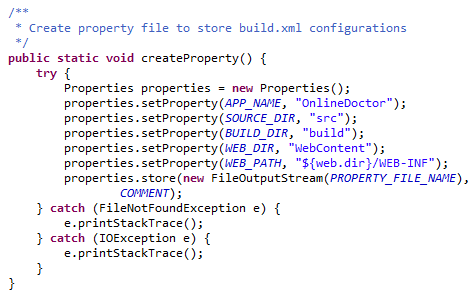 /**
 * Create property file to store build.xml configurations
 */
public static void createProperty() {
    try {
        Properties properties = new Properties();
        properties.setProperty(APP_NAME, "OnlineDoctor");
        properties.setProperty(SOURCE_DIR, "src");
        properties.setProperty(BUILD_DIR, "build");
        properties.setProperty(WEB_DIR, "WebContent");
        properties.setProperty(WEB_PATH, "${web.dir}/WEB-INF");
        properties.store(new FileOutputStream(PROPERTY_FILE_NAME),
                COMMENT);
    } catch (FileNotFoundException e) {
        e.printStackTrace();
    } catch (IOException e) {
        e.printStackTrace();
    }
}